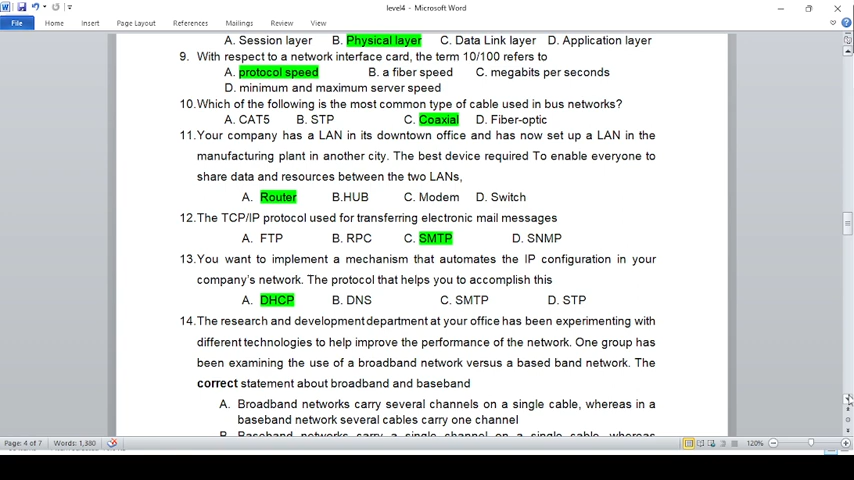 level4 - Microsoft Word
File Home Insert Page Layout References Mailings Review View
A. Session layer B. Physical layer C. Data Link layer D. Application layer
9. With respect to a network interface card, the term 10/100 refers to
A. protocol speed B. a fiber speed C. megabits per seconds
D. minimum and maximum server speed
10. Which of the following is the most common type of cable used in bus networks?
A. CAT5 B. STP C. Coaxial D. Fiber-optic
11. Your company has a LAN in its downtown office and has now set up a LAN in the
manufacturing plant in another city. The best device required To enable everyone to
share data and resources between the two LANs,
A. Router B.HUB C. Modem D. Switch
12. The TCP/IP protocol used for transferring electronic mail messages
A. FTP B. RPC C. SMTP D. SNMP
13. You want to implement a mechanism that automates the IP configuration in your
company's network. The protocol that helps you to accomplish this
A. DHCP B. DNS C. SMTP D. STP
14. The research and development department at your office has been experimenting with
different technologies to help improve the performance of the network. One group has
been examining the use of a broadband network versus a based band network. The
correct statement about broadband and baseband
A. Broadband networks carry several channels on a single cable, whereas in a
baseband network several cables carry one channel
B. Baseband networks carry a single channel on a single cable, whereas
Page: 4 of 7 Words: 1,380 120%